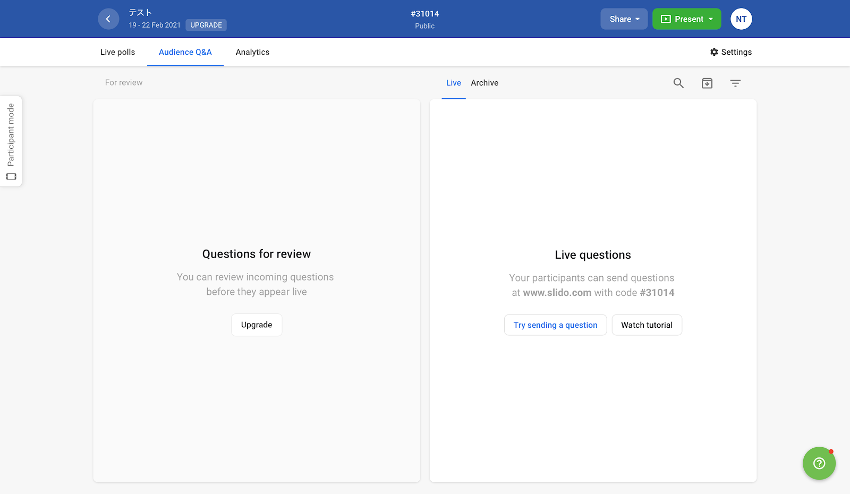 テスト
19 - 22 Feb 2021 UPGRADE
#31014
Public
Share
Present
NT
Live polls
Audience Q&A
Analytics
Settings
For review
Live
Archive
Participant mode
Questions for review
You can review incoming questions
before they appear live
Upgrade
Live questions
Your participants can send questions
at www.slido.com with code #31014
Try sending a question
Watch tutorial